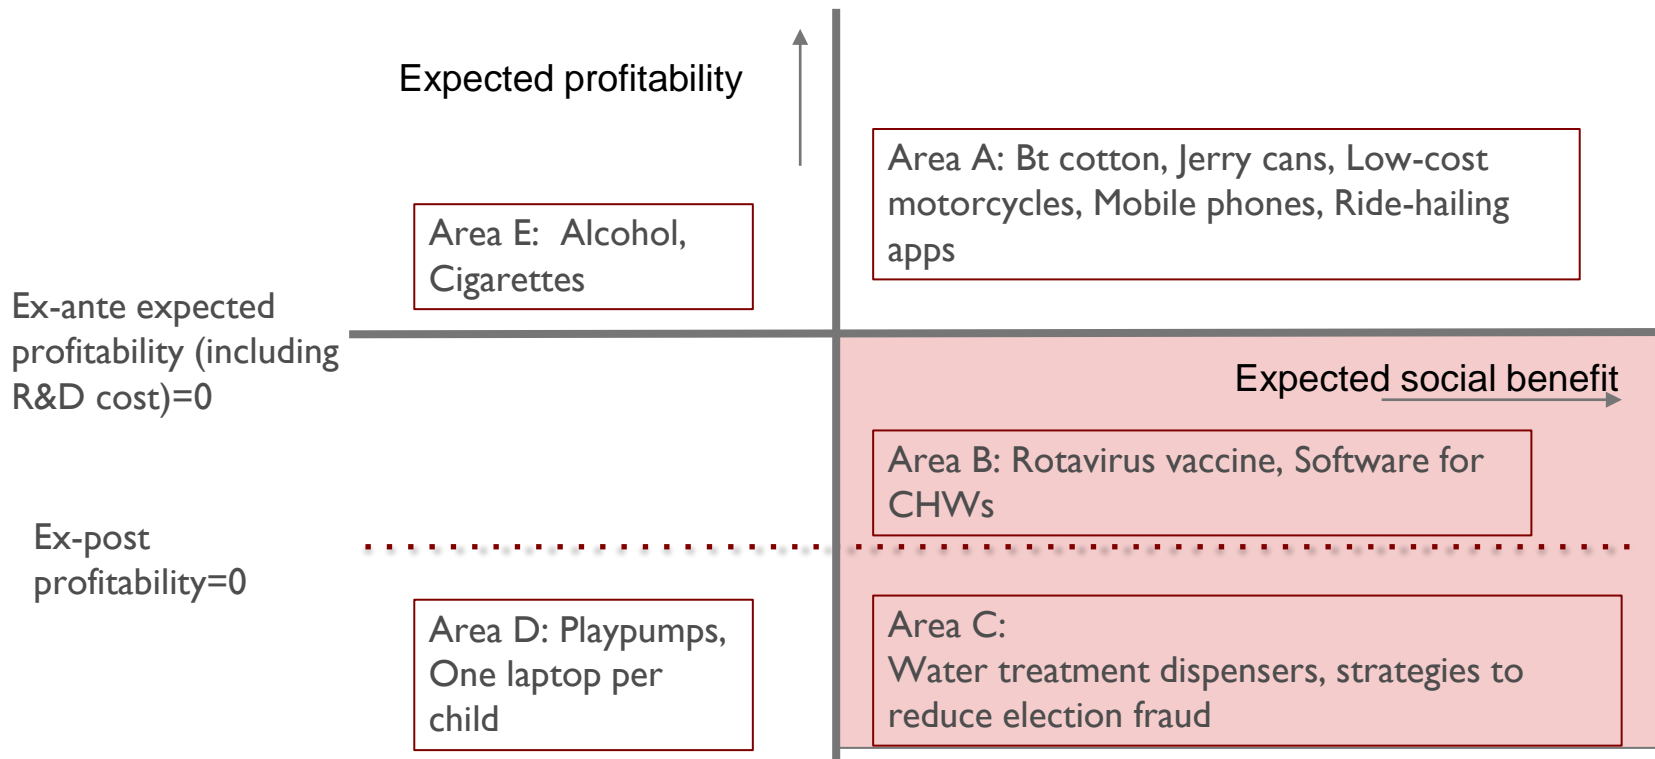 Expected profitability
Area A: Bt cotton, Jerry cans, Low-cost
motorcycles, Mobile phones, Ride-hailing
apps
Area E:  Alcohol,
Cigarettes
Ex-ante expected
profitability (including
R&D cost)=0
Expected social benefit
Area B: Rotavirus vaccine, Software for
CHWs
Ex-post
profitability=0
Area D: Playpumps,
One laptop per
child
Area C:
Water treatment dispensers, strategies to
reduce election fraud